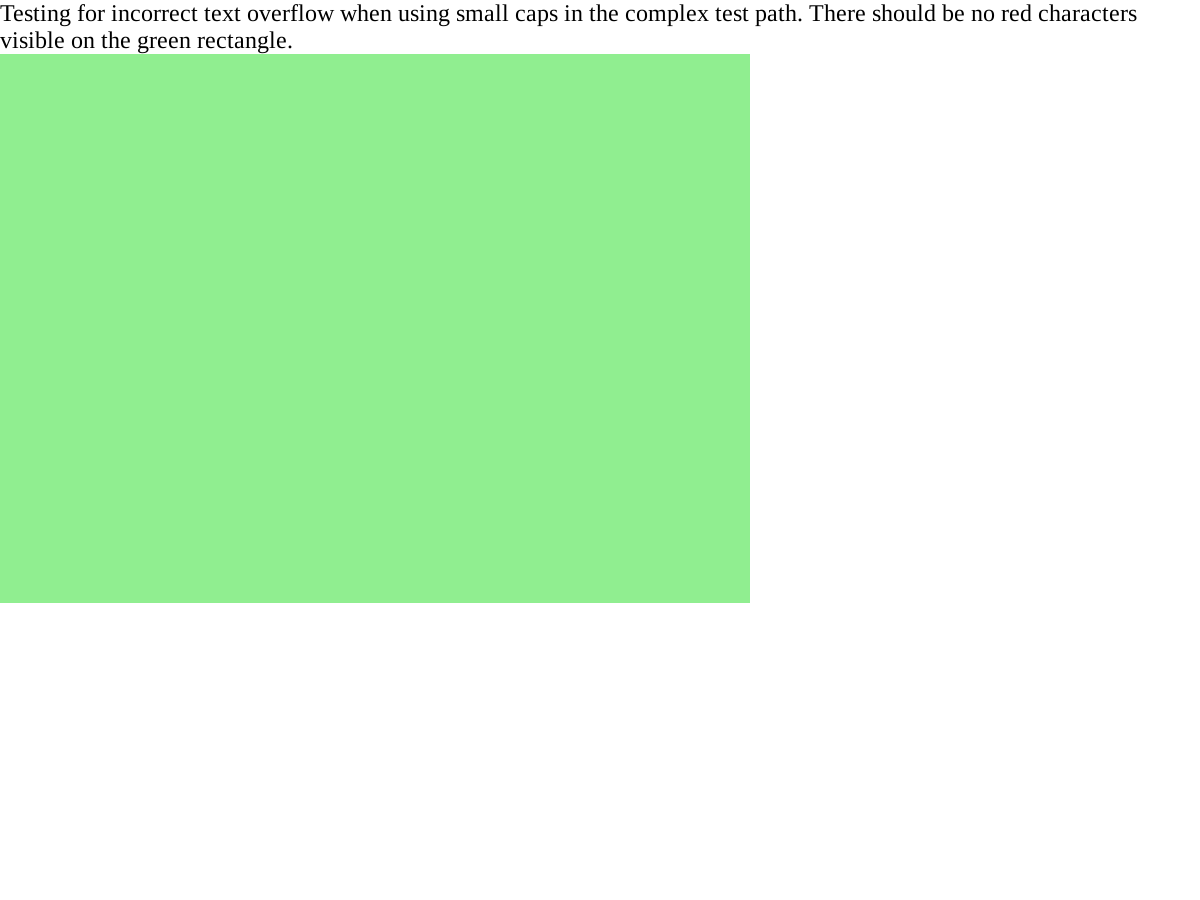 Testing for incorrect text overflow when using small caps in the complex test path. There should be no red characters
visible on the green rectangle.